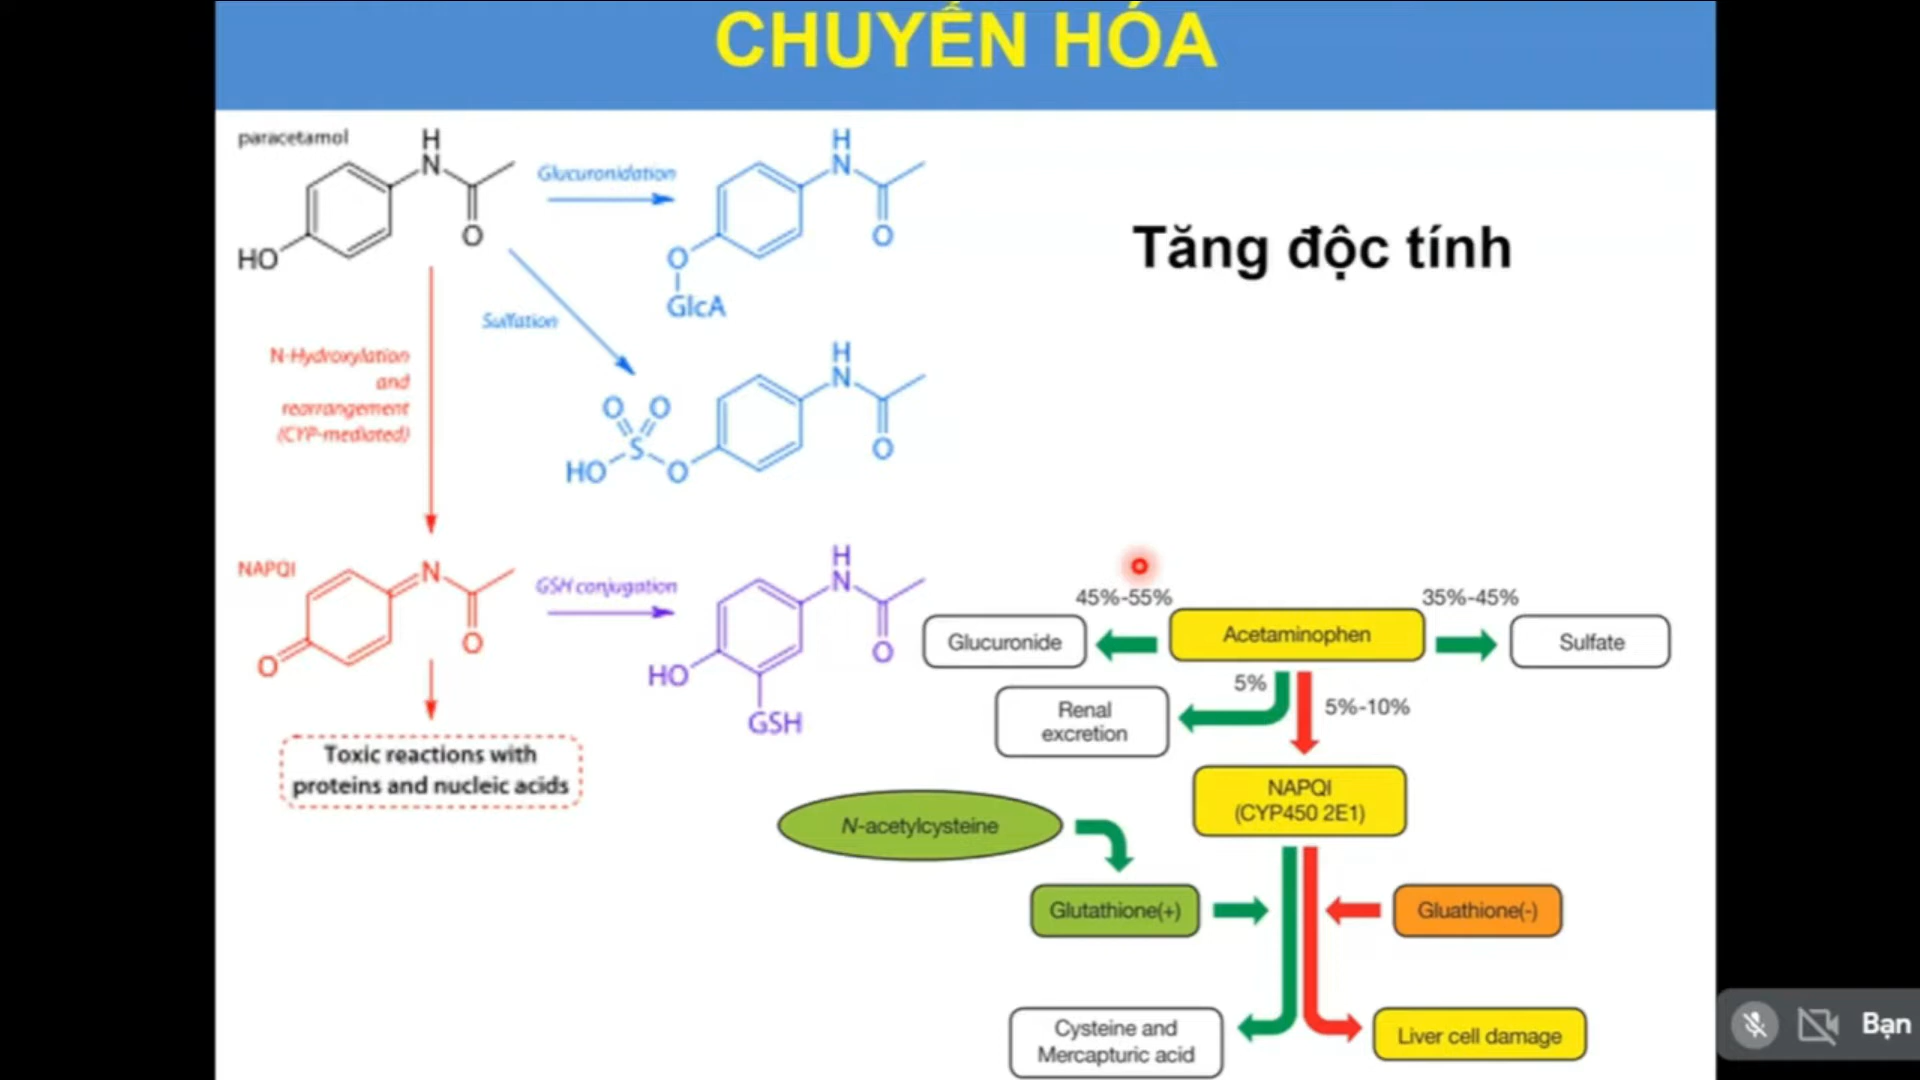 CHUYỂN HÓA
paracetamol
H
N
O
HO
Glucuronidation
H
N
O
O
GlcA
Tăng độc tính
Sulfation
N-Hydroxylation
and
rearrangement
(CYP-mediated)
H
N
O
O O
S
HO
O
NAPQI
N
O
O
GSH conjugation
H
N
O
HO
GSH
Toxic reactions with
proteins and nucleic acids
45%-55%
35%-45%
Glucuronide
Acetaminophen
Sulfate
5%
5%-10%
Renal
excretion
NAPQI
(CYP450 2E1)
N-acetylcysteine
Glutathione(+)
Gluathione(-)
Cysteine and
Mercapturic acid
Liver cell damage
Bạn